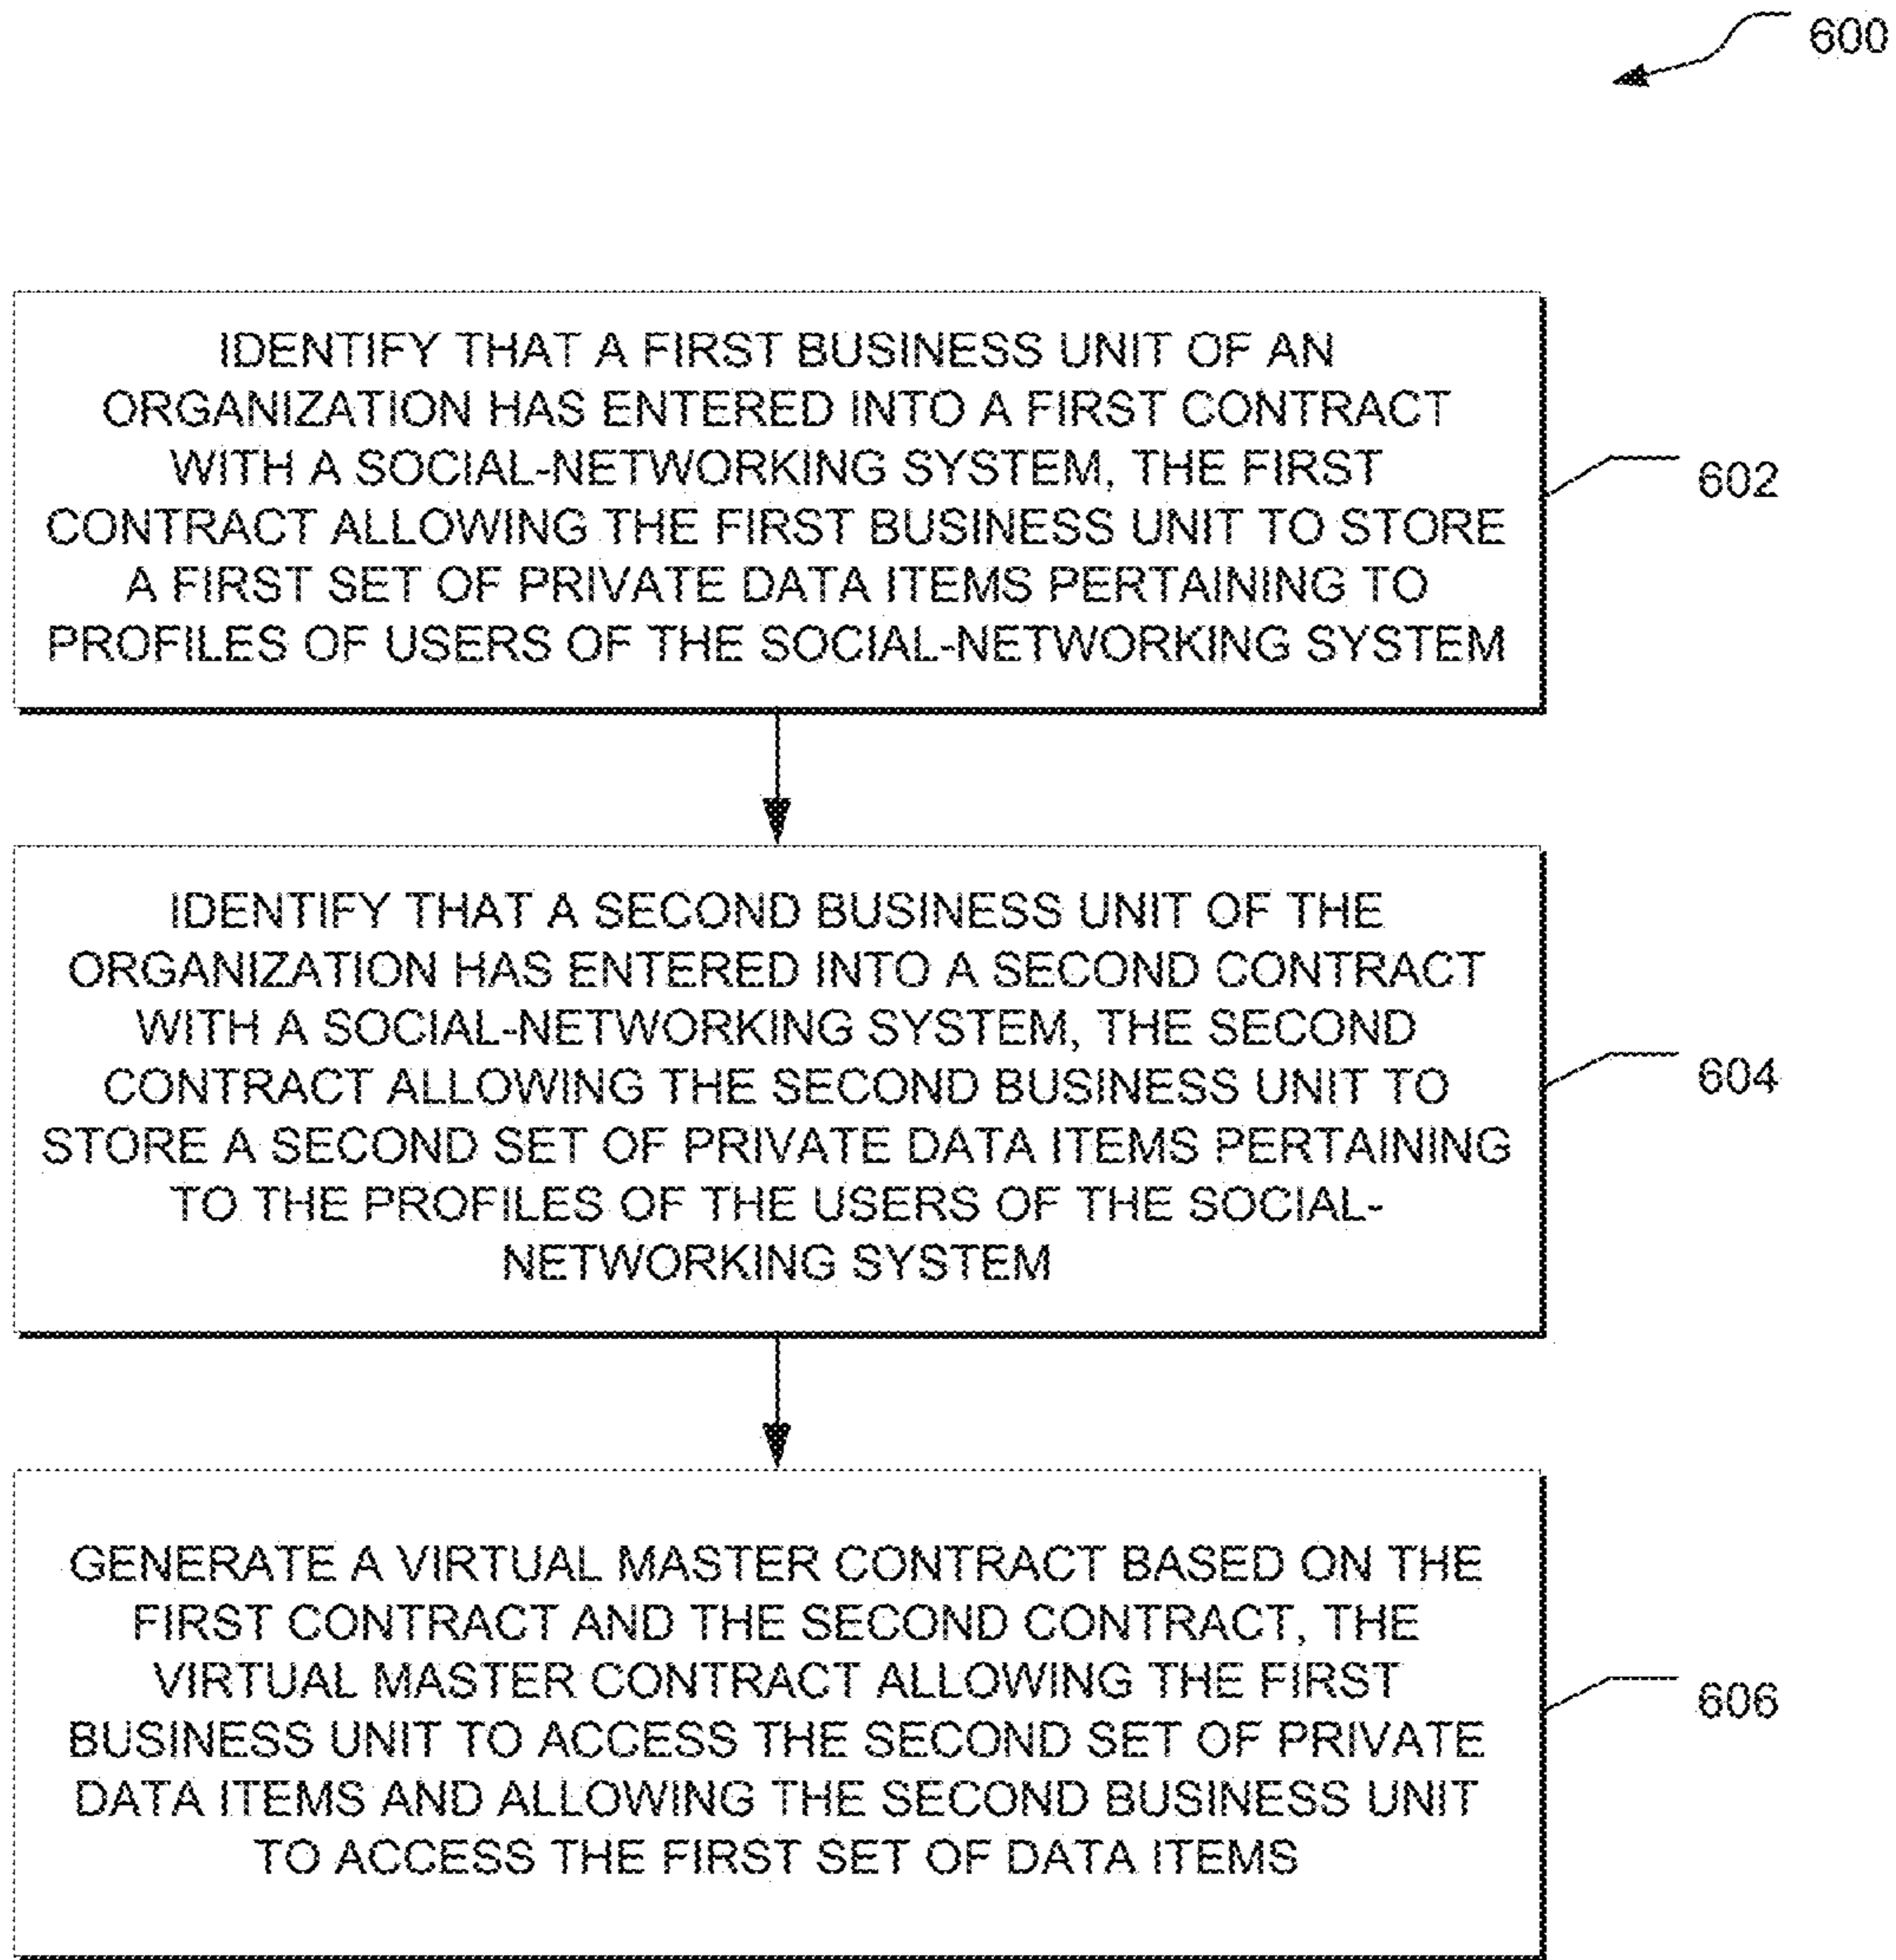 600
IDENTIFY THAT A FIRST BUSINESS UNIT OF AN
ORGANIZATION HAS ENTERED INTO A FIRST CONTRACT
WITH A SOCIAL-NETWORKING SYSTEM, THE FIRST
CONTRACT ALLOWING THE FIRST BUSINESS UNIT TO STORE
A FIRST SET OF PRIVATE DATA ITEMS PERTAINING TO
PROFILES OF USERS OF THE SOCIAL-NETWORKING SYSTEM
602
IDENTIFY THAT A SECOND BUSINESS UNIT OF THE
ORGANIZATION HAS ENTERED INTO A SECOND CONTRACT
WITH A SOCIAL-NETWORKING SYSTEM, THE SECOND
CONTRACT ALLOWING THE SECOND BUSINESS UNIT TO
STORE A SECOND SET OF PRIVATE DATA ITEMS PERTAINING
TO THE PROFILES OF THE USERS OF THE SOCIAL-
NETWORKING SYSTEM
604
GENERATE A VIRTUAL MASTER CONTRACT BASED ON THE
FIRST CONTRACT AND THE SECOND CONTRACT, THE
VIRTUAL MASTER CONTRACT ALLOWING THE FIRST
BUSINESS UNIT TO ACCESS THE SECOND SET OF PRIVATE
DATA ITEMS AND ALLOWING THE SECOND BUSINESS UNIT
TO ACCESS THE FIRST SET OF DATA ITEMS
606